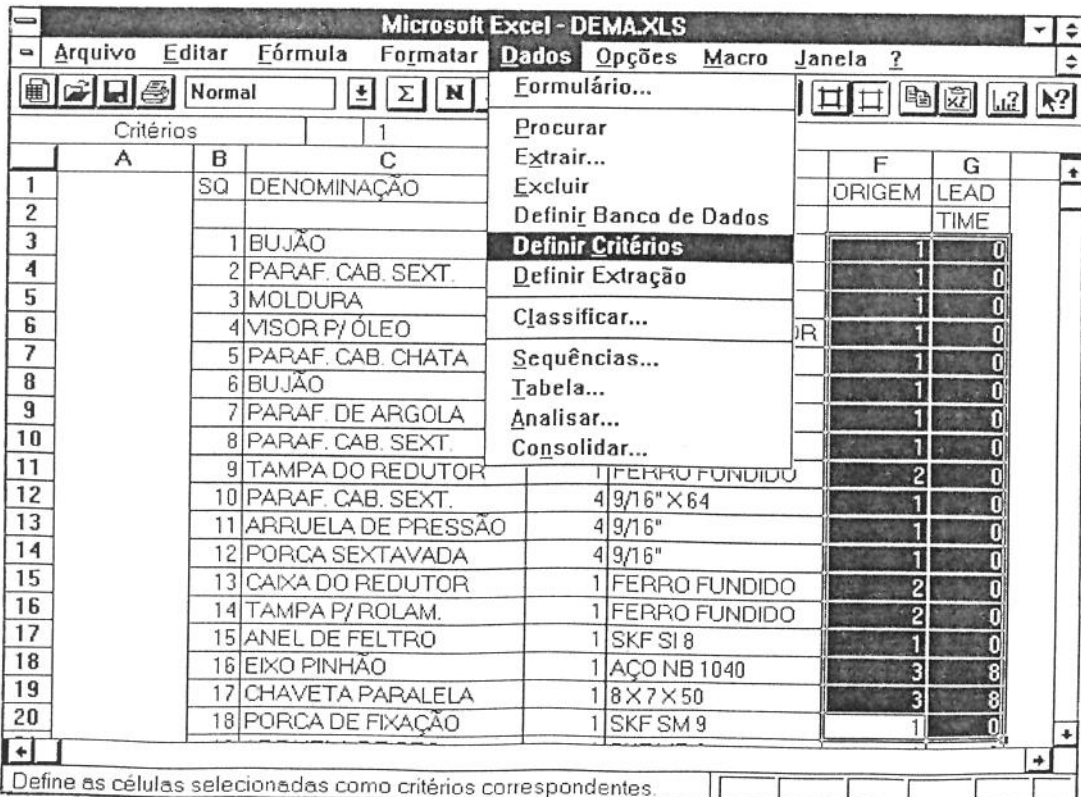 Microsoft Excel - DEMA.XLS
Arquivo Editar Fórmula Formatar Dados Opções Macro Janela ?
Normal Σ N
Critérios 1
Formulário...
Procurar
Extrair...
Excluir
Definir Banco de Dados
Definir Critérios
Definir Extração
Classificar...
Sequências...
Tabela...
Analisar...
Consolidar...
A B C F G
1 SQ DENOMINAÇÃO ORIGEM LEAD
2 TIME
3 1 BUJÃO 1 0
4 2 PARAF. CAB. SEXT. 1 0
5 3 MOLDURA 1 0
6 4 VISOR P/ ÓLEO OR 1 0
7 5 PARAF. CAB. CHATA 1 0
8 6 BUJÃO 1 0
9 7 PARAF. DE ARGOLA 1 0
10 8 PARAF. CAB. SEXT. 1 0
11 9 TAMPA DO REDUTOR 1 FERRO FUNDIDO 2 0
12 10 PARAF. CAB. SEXT. 4 9/16" X 64 1 0
13 11 ARRUELA DE PRESSÃO 4 9/16" 1 0
14 12 PORCA SEXTAVADA 4 9/16" 1 0
15 13 CAIXA DO REDUTOR 1 FERRO FUNDIDO 2 0
16 14 TAMPA P/ ROLAM. 1 FERRO FUNDIDO 2 0
17 15 ANEL DE FELTRO 1 SKF SI 8 1 0
18 16 EIXO PINHÃO 1 AÇO NB 1040 3 8
19 17 CHAVETA PARALELA 1 8 X 7 X 50 3 8
20 18 PORCA DE FIXAÇÃO 1 SKF SM 9 1 0
Define as células selecionadas como critérios correspondentes.